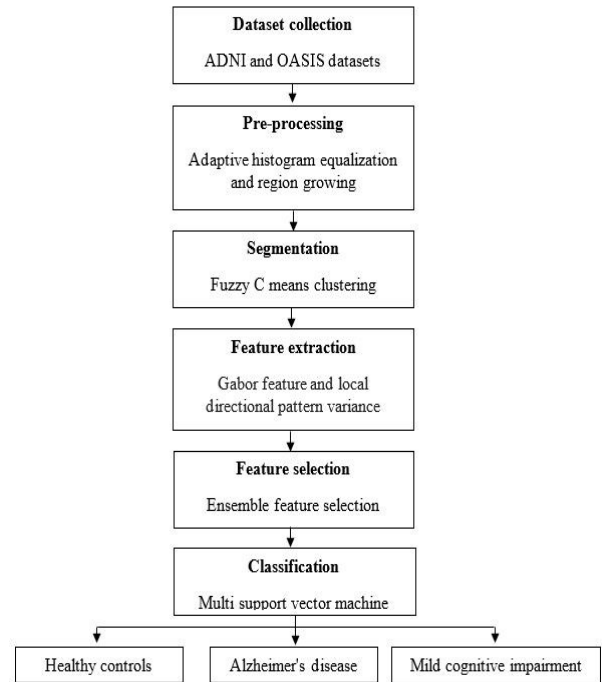 Dataset collection
ADNI and OASIS datasets
Pre-processing
Adaptive histogram equalization
and region growing
Segmentation
Fuzzy C means clustering
Feature extraction
Gabor feature and local
directional pattern variance
Feature selection
Ensemble feature selection
Classification
Multi support vector machine
Healthy controls
Alzheimer's disease
Mild cognitive impairment